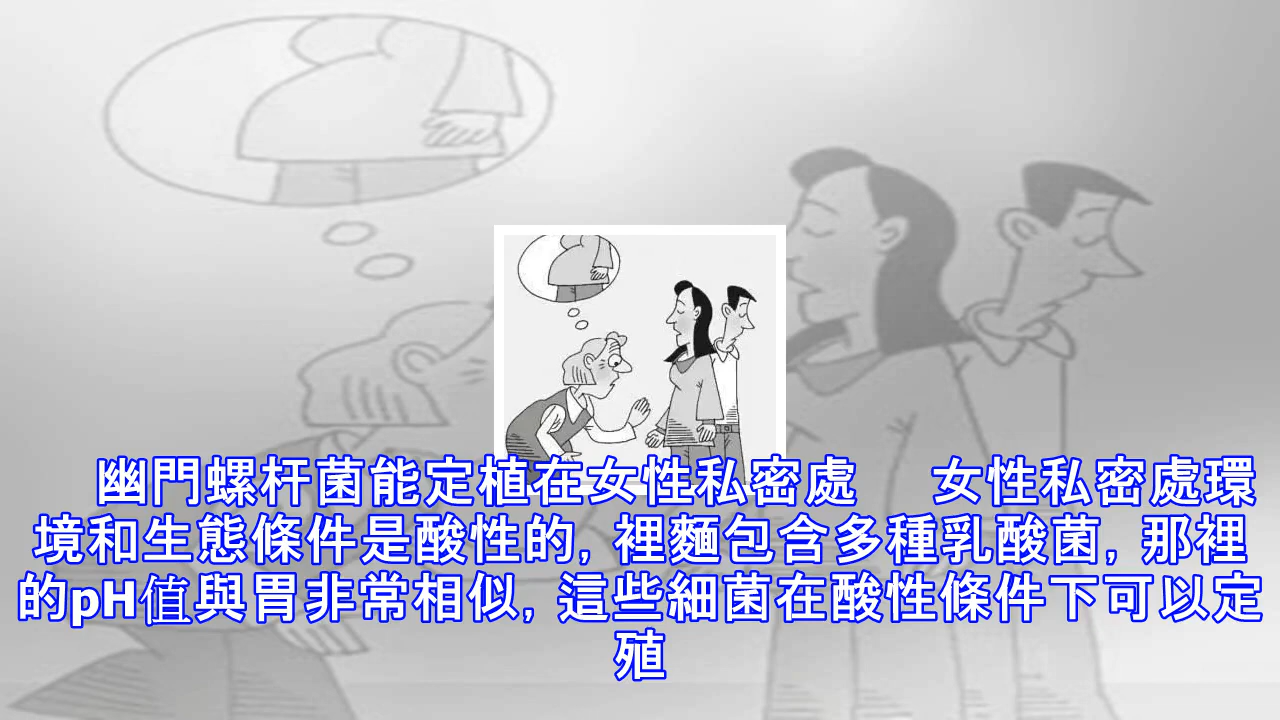 幽門螺杆菌能定植在女性私密處 女性私密處環
境和生態條件是酸性的, 裡麵包含多種乳酸菌, 那裡
的pH值與胃非常相似, 這些細菌在酸性條件下可以定
殖